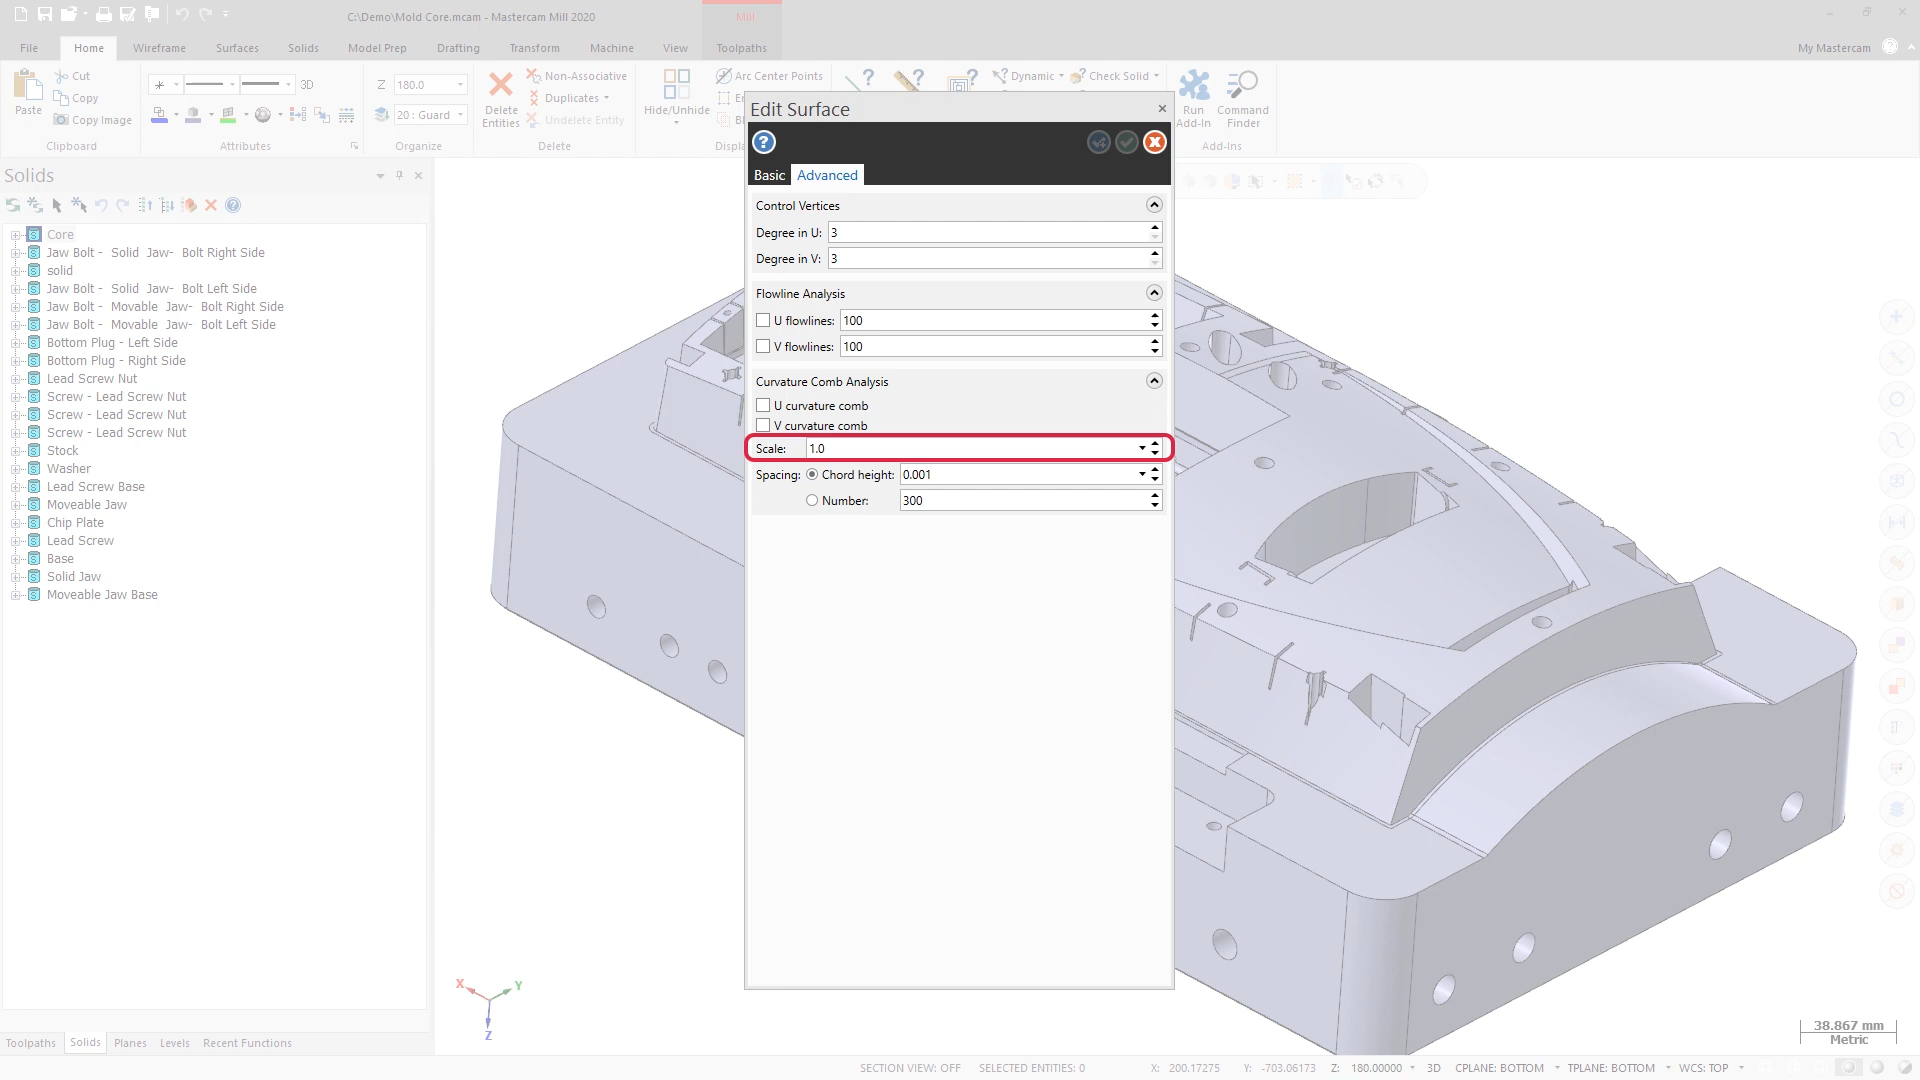 C:\Demo\Mold Core.mcam - Mastercam Mill 2020
Mill
File Home Wireframe Surfaces Solids Model Prep Drafting Transform Machine View Toolpaths
My Mastercam
Paste
Cut
Copy
Copy Image
Clipboard
3D
Attributes
Z 180.0
20 : Guard
Organize
Delete Entities
Non-Associative
Duplicates
Undelete Entity
Delete
Hide/Unhide
Arc Center Points
Dynamic
Check Solid
Run Add-In
Command Finder
Add-Ins
Solids
Core
Jaw Bolt - Solid Jaw- Bolt Right Side
solid
Jaw Bolt - Solid Jaw- Bolt Left Side
Jaw Bolt - Movable Jaw- Bolt Right Side
Jaw Bolt - Movable Jaw- Bolt Left Side
Bottom Plug - Left Side
Bottom Plug - Right Side
Lead Screw Nut
Screw - Lead Screw Nut
Screw - Lead Screw Nut
Screw - Lead Screw Nut
Stock
Washer
Lead Screw Base
Moveable Jaw
Chip Plate
Lead Screw
Base
Solid Jaw
Moveable Jaw Base
Toolpaths Solids Planes Levels Recent Functions
Edit Surface
Basic Advanced
Control Vertices
Degree in U: 3
Degree in V: 3
Flowline Analysis
U flowlines: 100
V flowlines: 100
Curvature Comb Analysis
U curvature comb
V curvature comb
Scale: 1.0
Spacing: Chord height: 0.001
Number: 300
X Y
Z
38.867 mm
Metric
SECTION VIEW: OFF SELECTED ENTITIES: 0 X: 200.17275 Y: -703.06173 Z: 180.00000 3D CPLANE: BOTTOM TPLANE: BOTTOM WCS: TOP